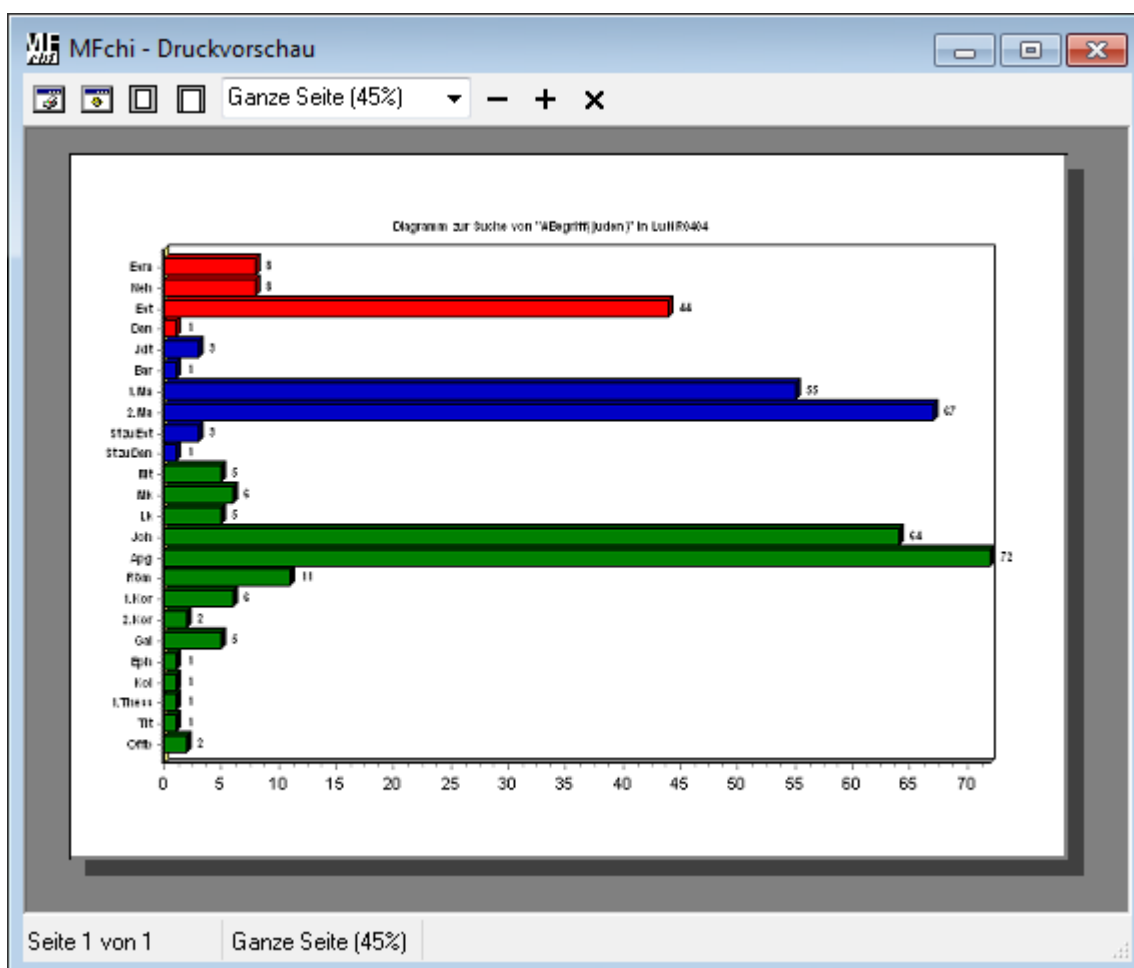 MFchi - Druckvorschau
Ganze Seite (45%)
Diagramm zur Suche von "#Begriff(Juden)" in LuthR8404
Esra 8
Neh 8
Est 44
Dan 1
Jdt 3
Bar 1
1.Ma 55
2.Ma 67
StzuEst 3
StzuDan 1
Mt 5
Mk 6
Lk 5
Joh 64
Apg 72
Röm 11
1.Kor 6
2.Kor 2
Gal 5
Eph 1
Kol 1
1.Thess 1
Tit 1
Offb 2
0 5 10 15 20 25 30 35 40 45 50 55 60 65 70
Seite 1 von 1 Ganze Seite (45%)